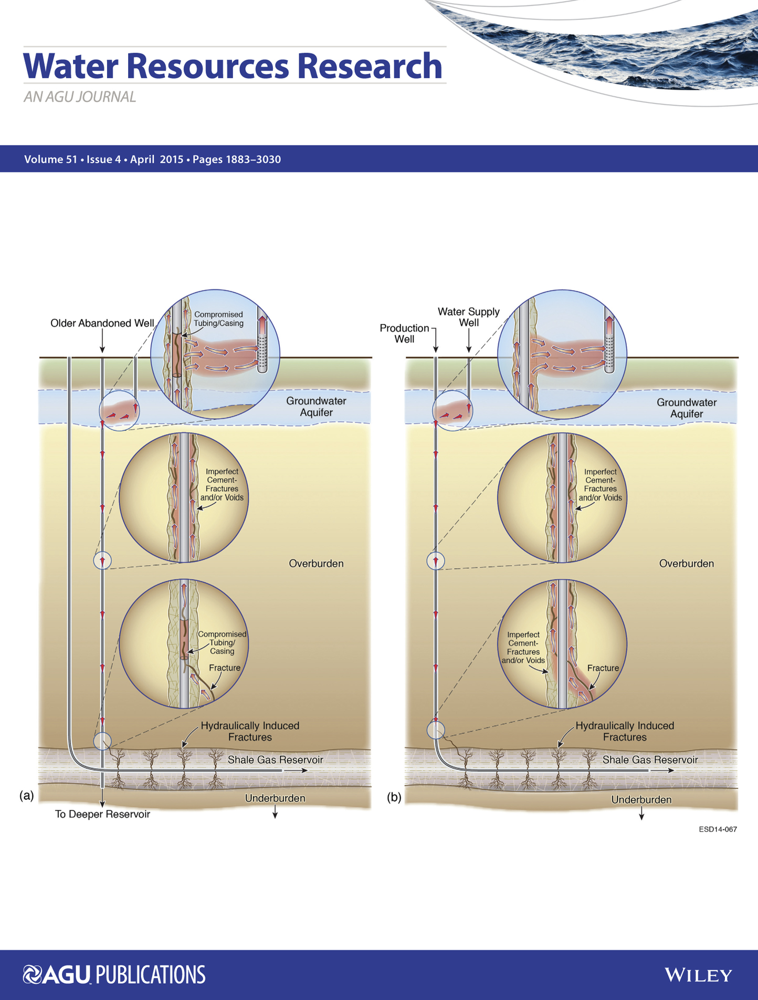 Water Resources Research
AN AGU JOURNAL
Volume 51 • Issue 4 • April 2015 • Pages 1883–3030
Older Abandoned Well
Compromised
Tubing/Casing
Groundwater
Aquifer
Imperfect
Cement-
Fractures
and/or Voids
Overburden
Compromised
Tubing/
Casing
Fracture
Hydraulically Induced
Fractures
Shale Gas Reservoir
(a)
Underburden
To Deeper Reservoir
Water Supply
Well
Production
Well
Groundwater
Aquifer
Imperfect
Cement-
Fractures
and/or Voids
Overburden
Imperfect
Cement-
Fractures
and/or Voids
Fracture
Hydraulically Induced
Fractures
Shale Gas Reservoir
(b)
Underburden
ESD14-067
AGU PUBLICATIONS
WILEY